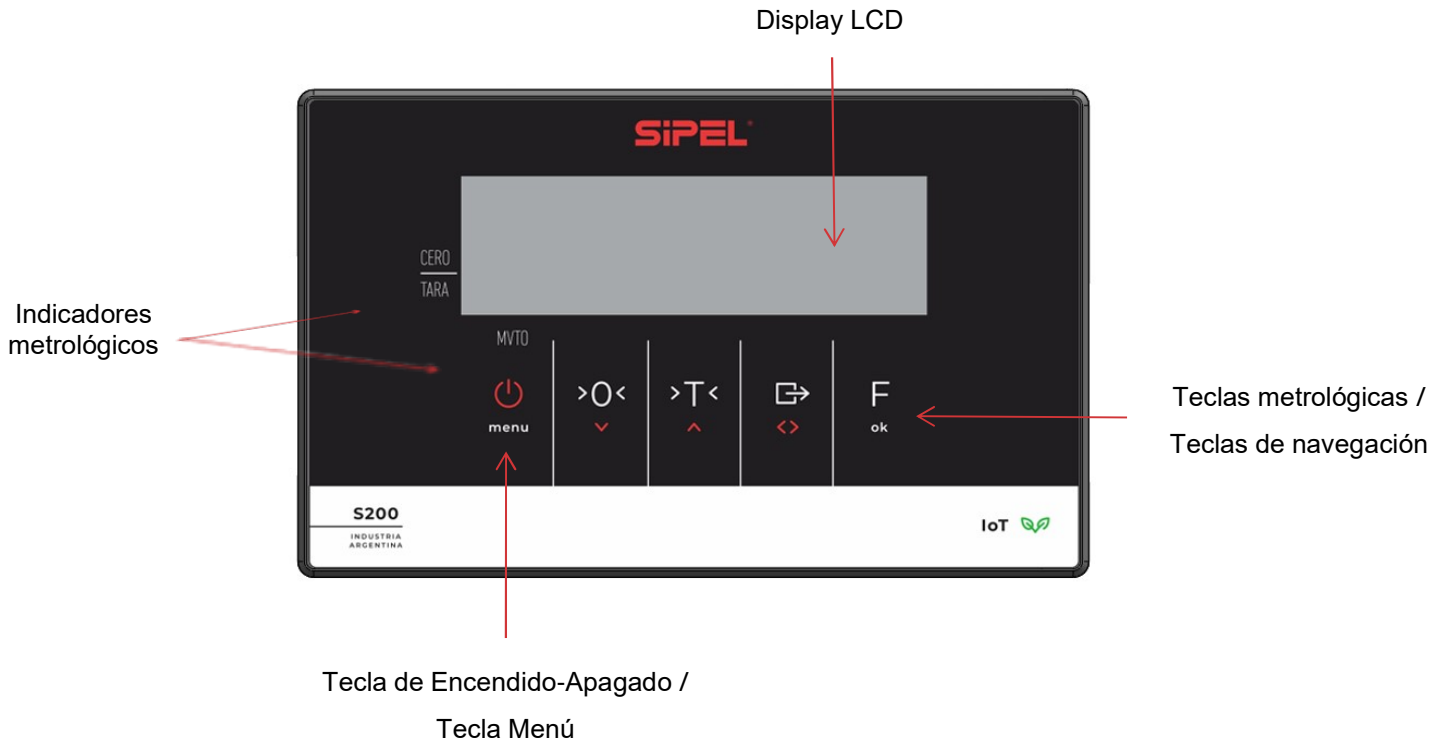 Display LCD
SiPEL
CERO
TARA
Indicadores
metrológicos
MVT0
>0< >T< F
menu ok
Teclas metrológicas /
Teclas de navegación
S200
INDUSTRIA
ARGENTINA
IoT
Tecla de Encendido-Apagado /
Tecla Menú